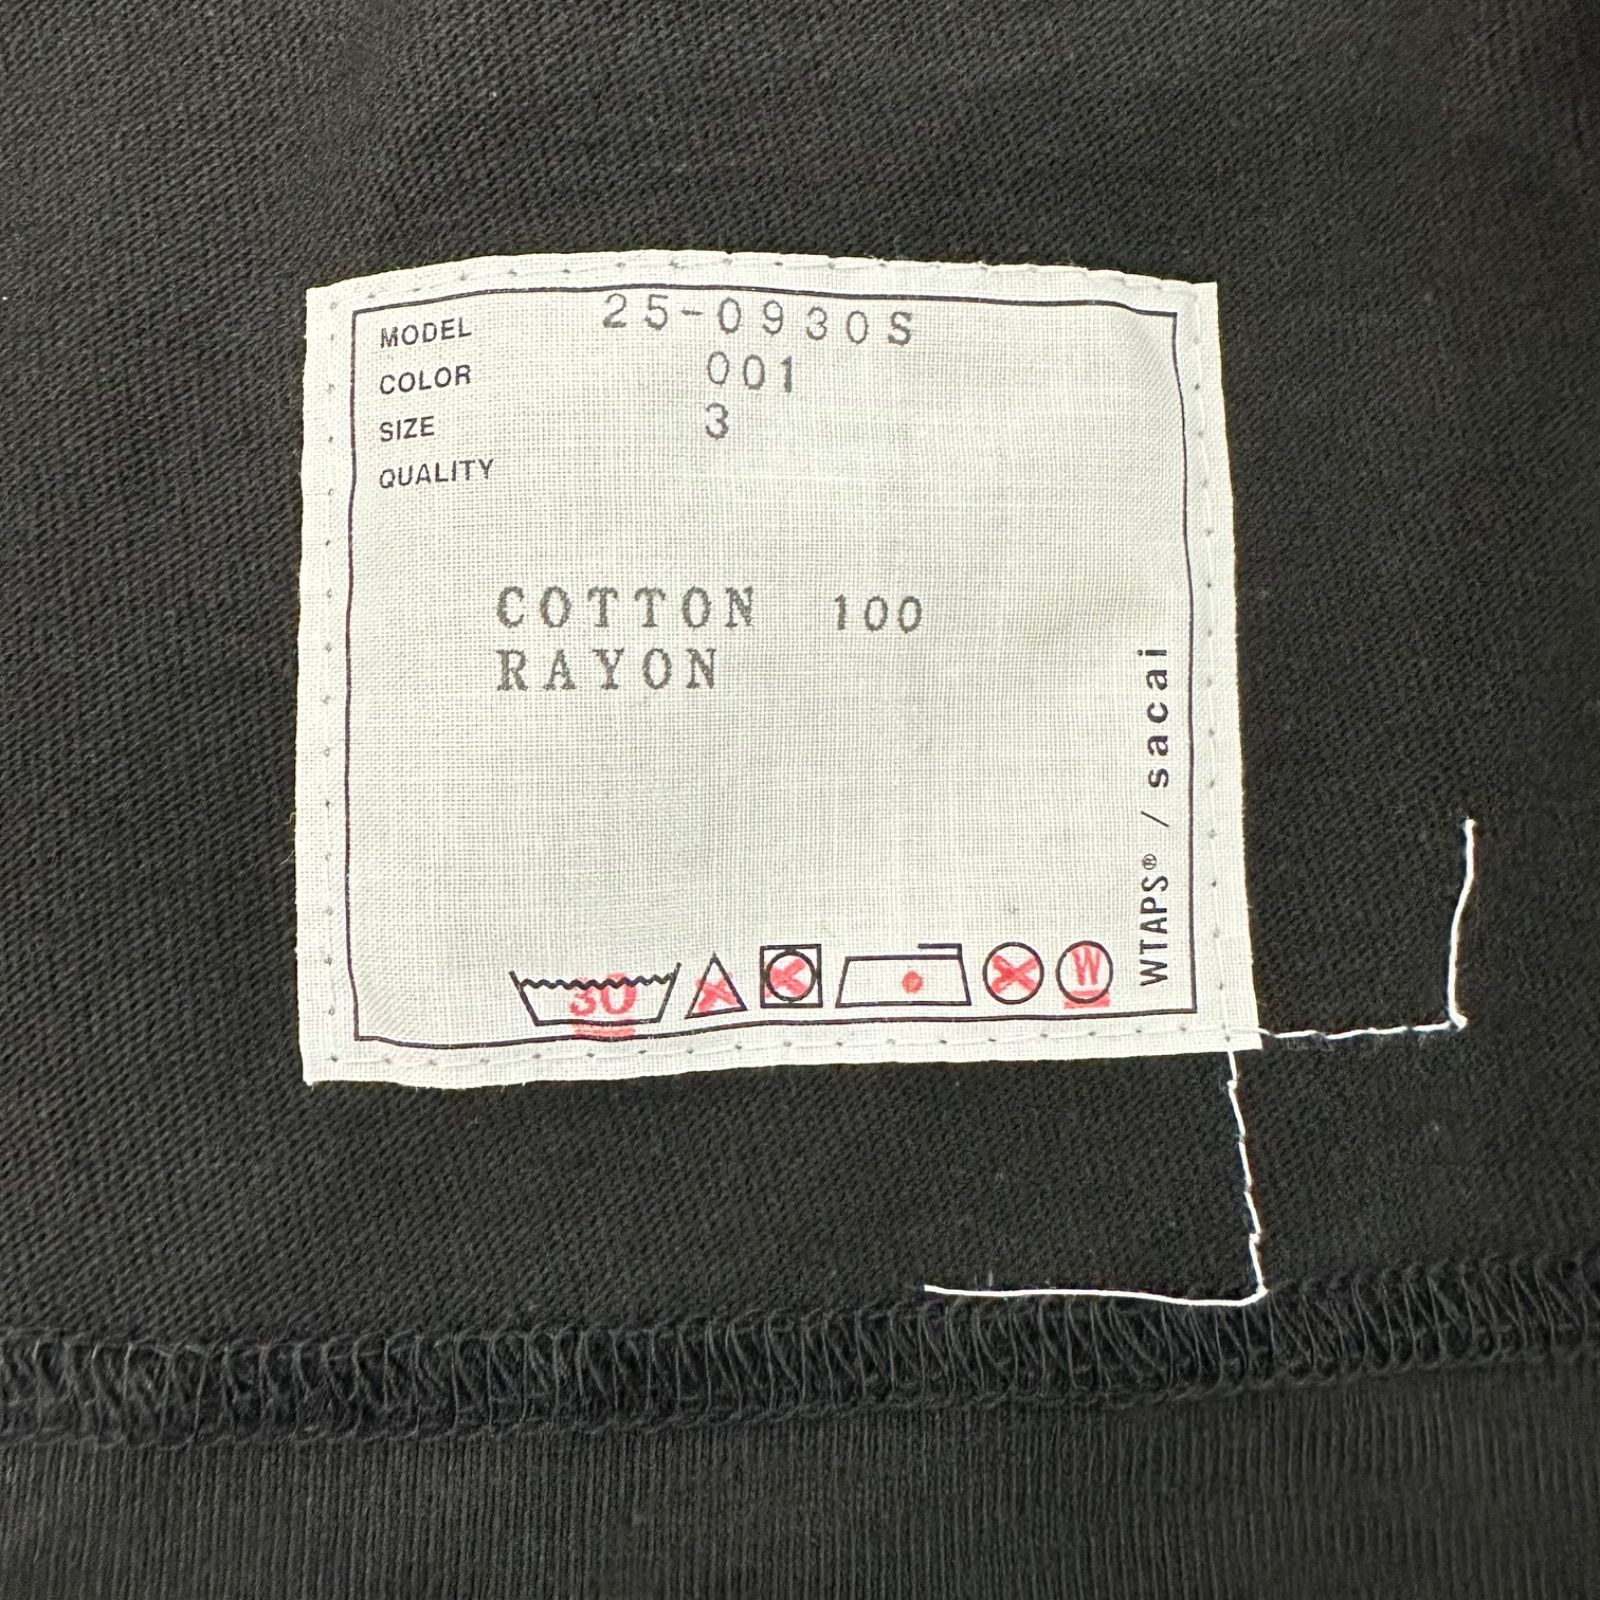 MODEL 25-0930S
COLOR 001
SIZE 3
QUALITY
COTTON 100
RAYON
WTAPS® / sacai
30
W